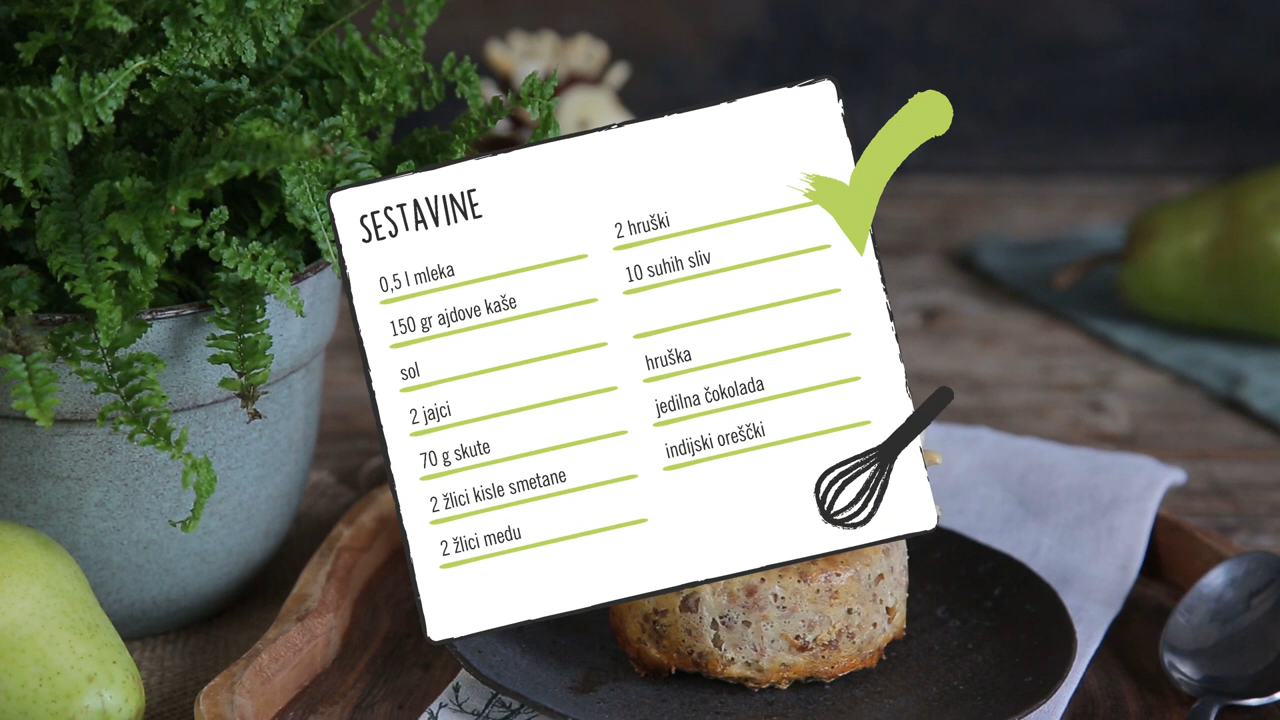 SESTAVINE
0,5 l mleka
150 gr ajdove kaše
sol
2 jajci
70 g skute
2 žlici kisle smetane
2 žlici medu
2 hruški
10 suhih sliv
hruška
jedilna čokolada
indijski oreščki